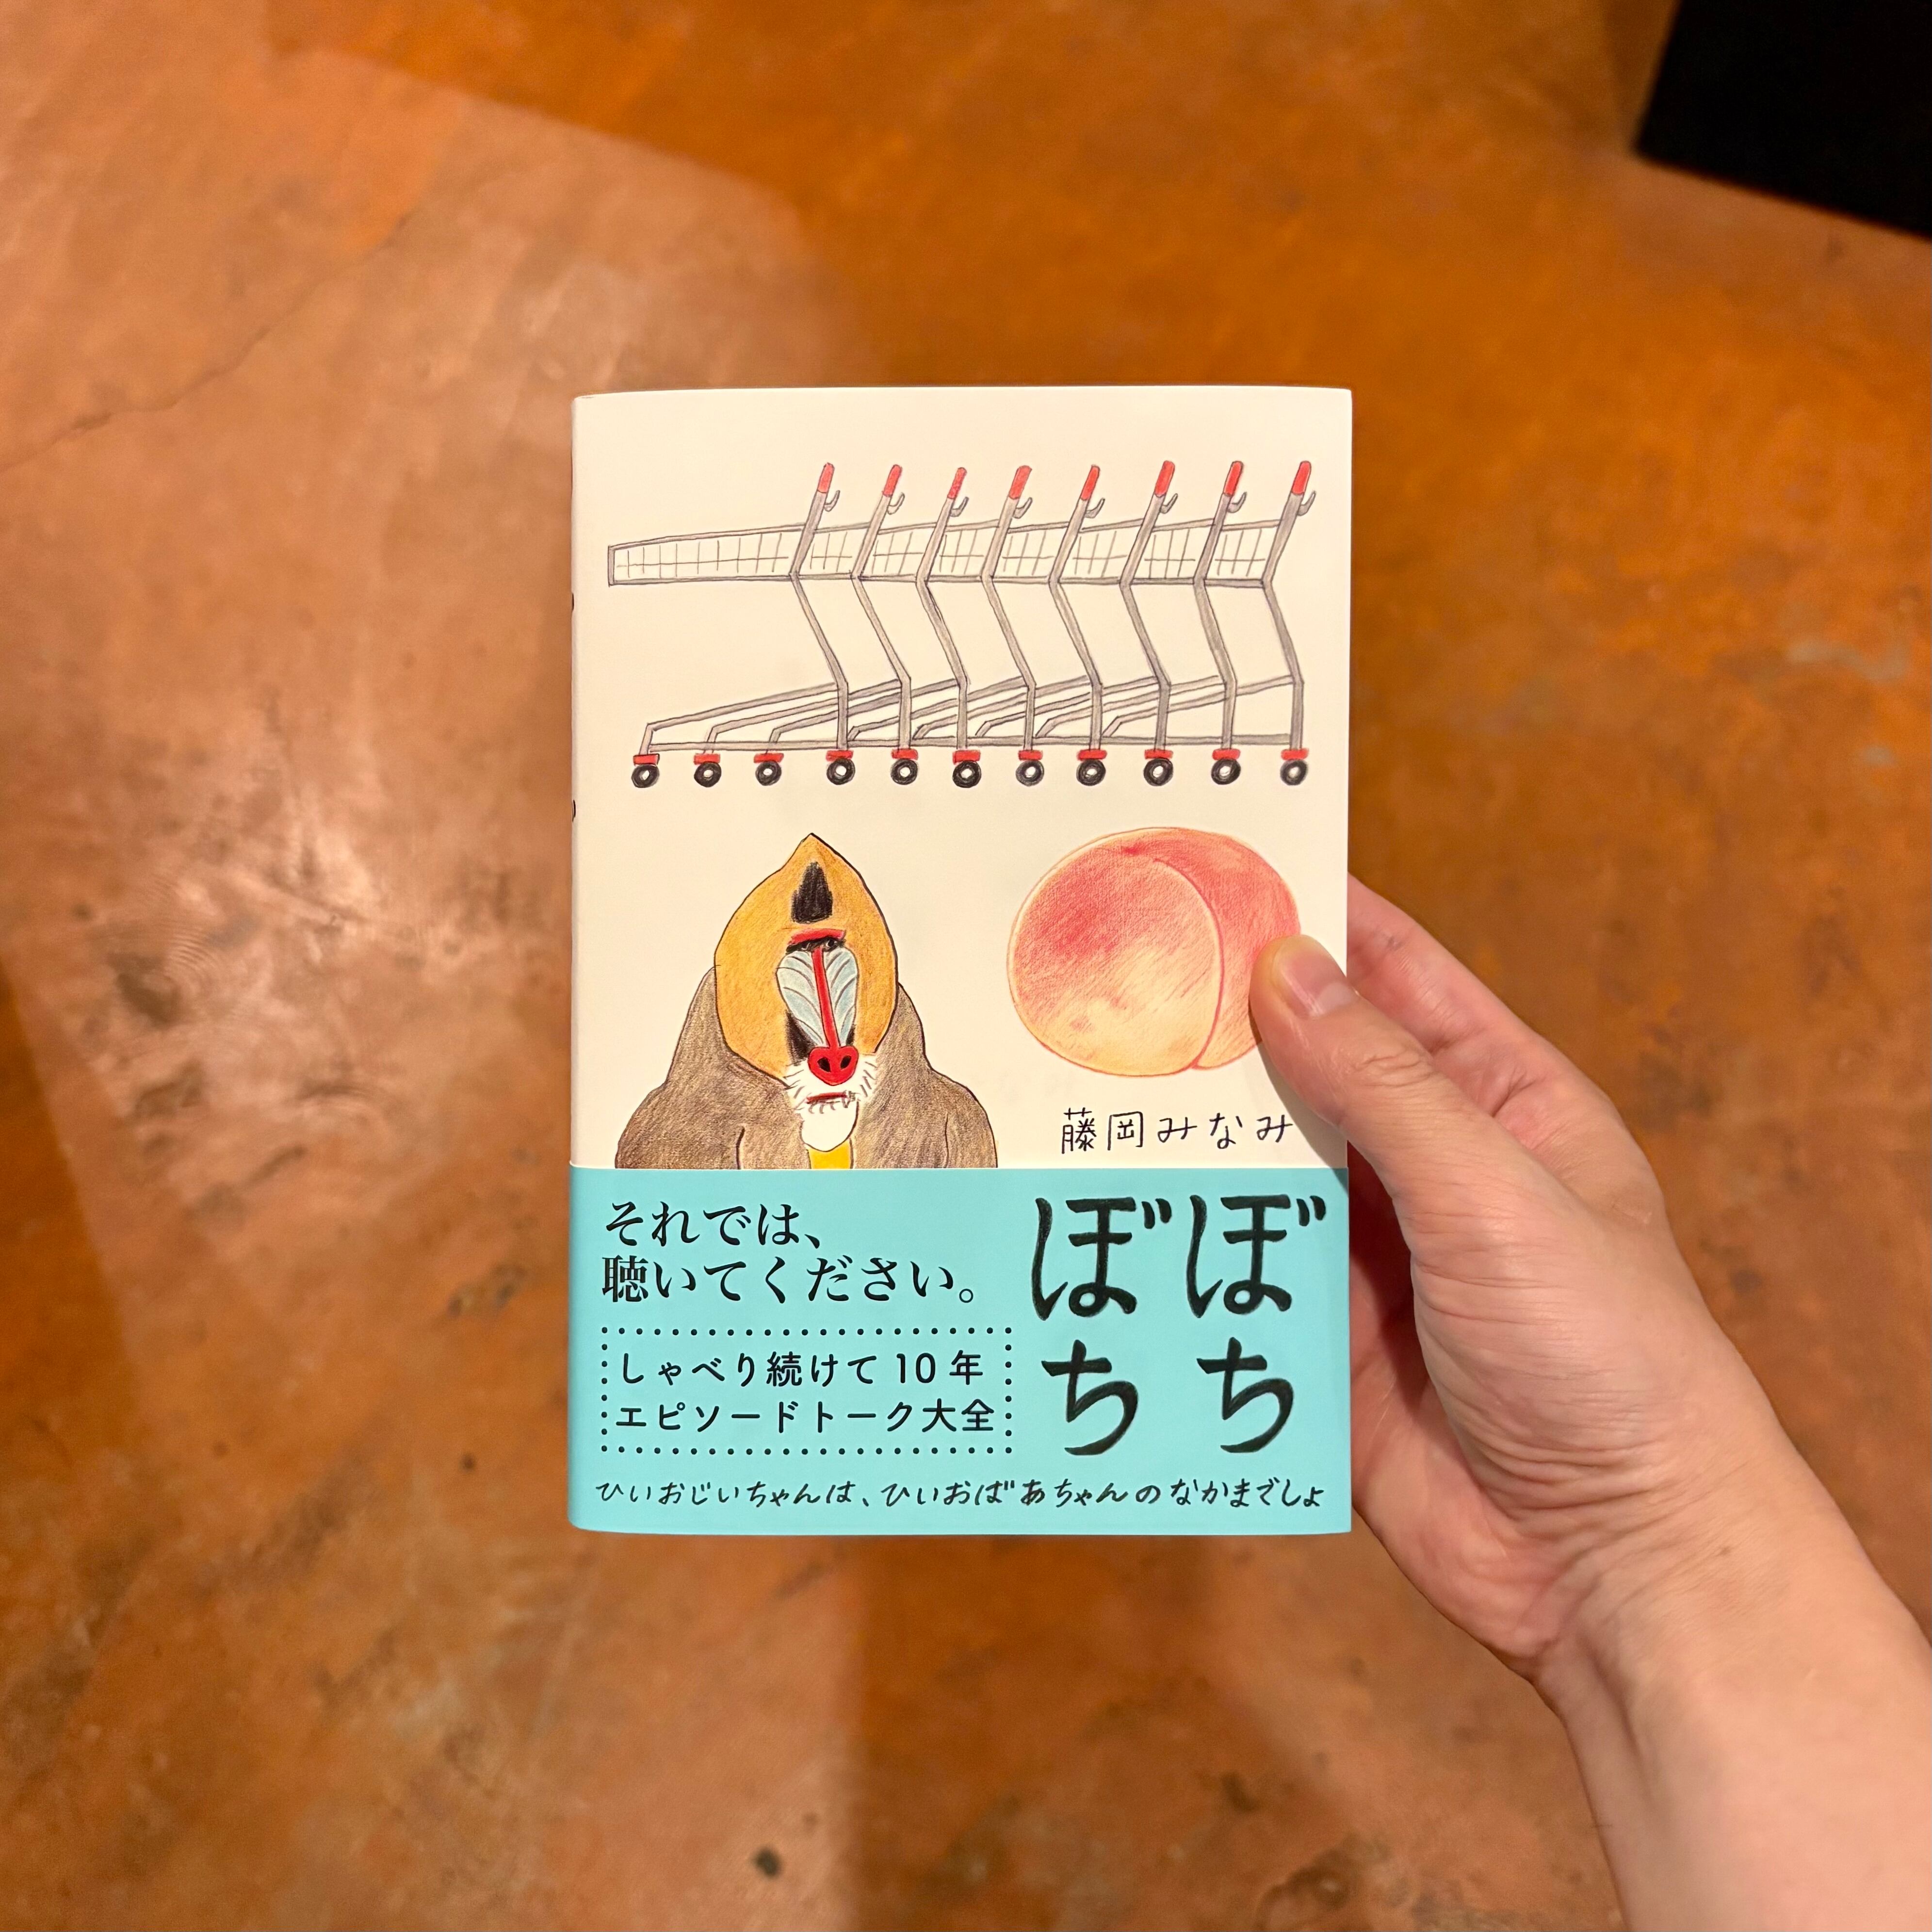 藤岡みなみ
ぼぼ
ちち
それでは、
聴いてください。
しゃべり続けて10年
エピソードトーク大全
ひいおじいちゃんは、ひいおばあちゃんのなかまでしょ